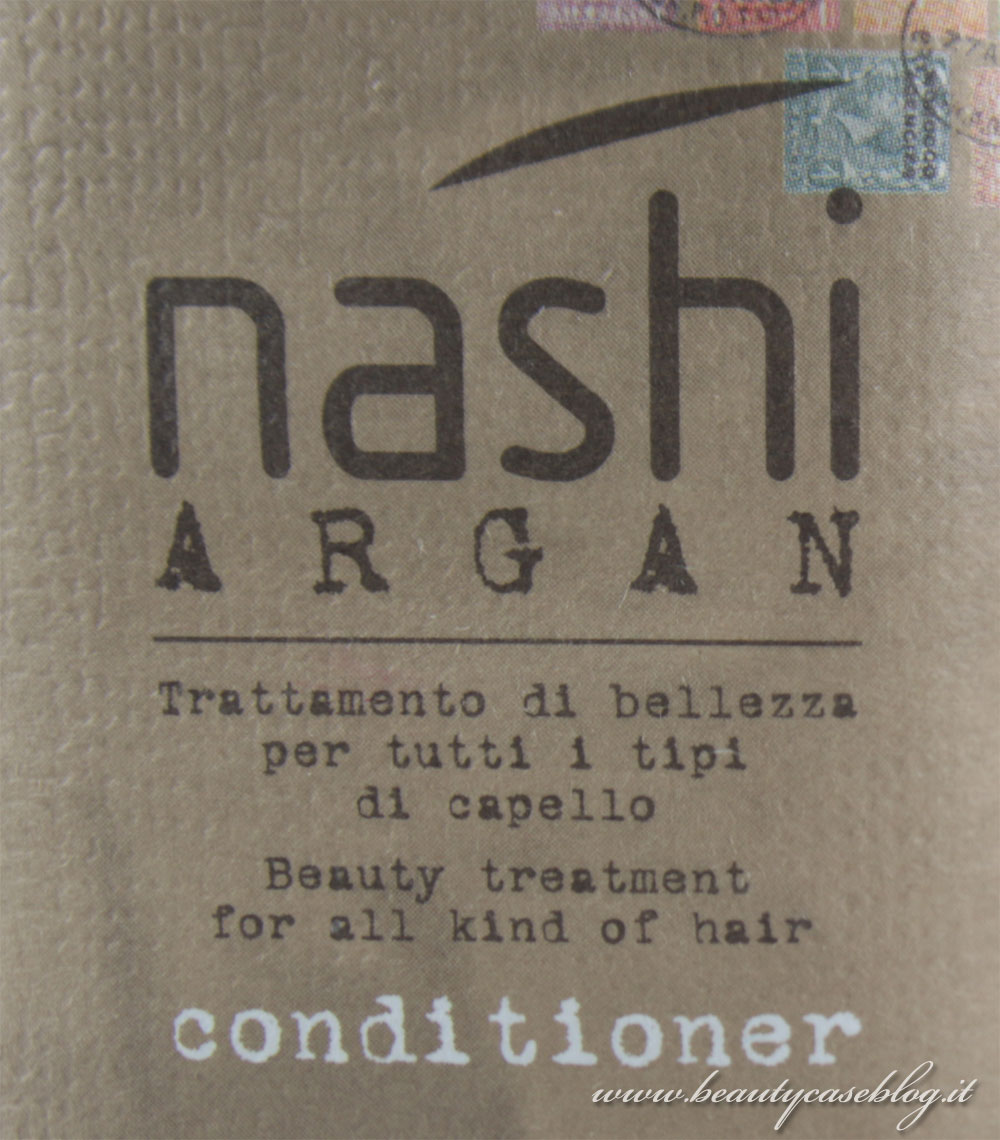 nashi
ARGAN
Trattamento di bellezza
per tutti i tipi
di capello
Beauty treatment
for all kind of hair
conditioner
www.beautycaseblog.it